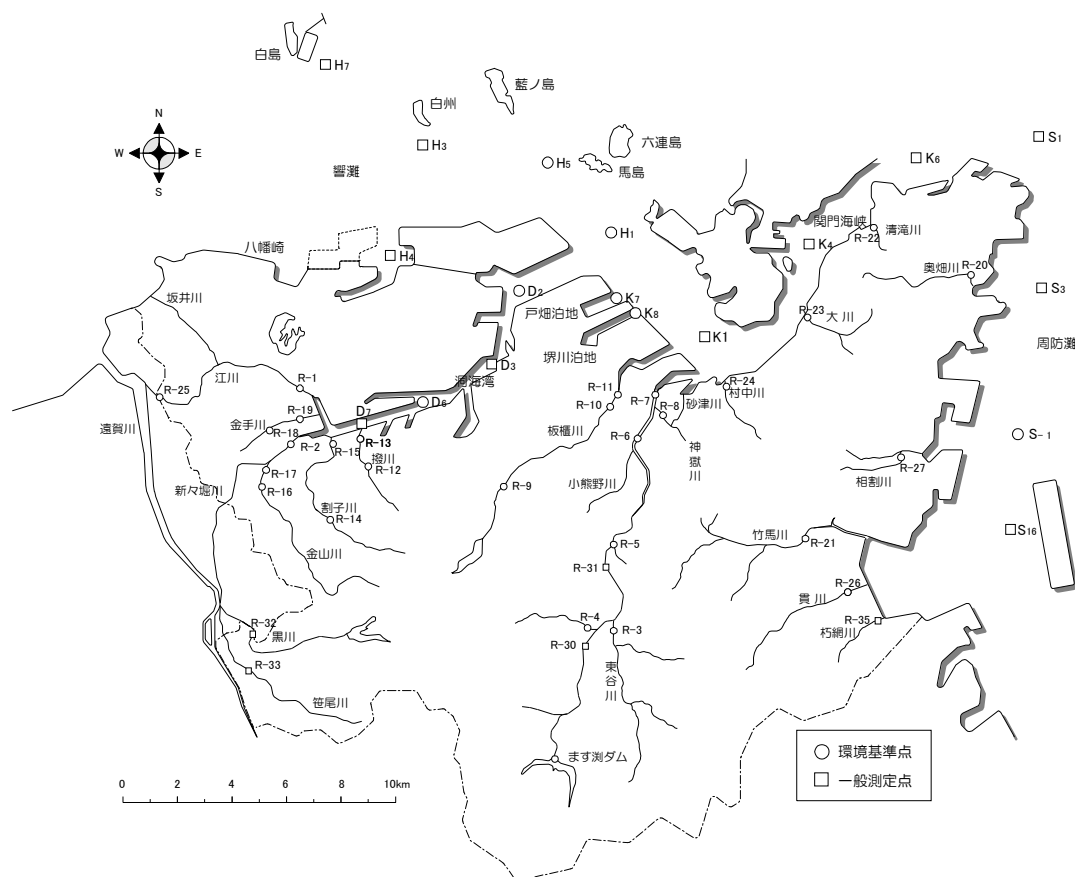 白島
H7
藍ノ島
白州
H3
六連島
馬島
H5
響灘
N
W
E
S
S1
K6
関門海峡
清滝川
R-22
K4
H1
八幡崎
H4
奥畑川
R-20
S3
坂井川
D2
K7
戸畑泊地
K8
R-23
大川
周防灘
堺川泊地
K1
D3
洞海湾
江川
R-1
R-25
R-11
R-10
R-7
R-24
村中川
砂津川
R-8
D6
D7
R-19
金手川
R-18
R-2
R-13
R-15
撥川
R-12
板櫃川
R-6
神嶽川
S-1
遠賀川
新々堀川
R-17
R-16
R-9
小熊野川
R-27
相割川
割子川
R-14
S16
金山川
R-5
竹馬川
R-21
R-31
R-26
貫川
R-32
黒川
R-4
R-3
R-30
R-35
朽網川
R-33
東谷川
笹尾川
ます渕ダム
環境基準点
一般測定点
0 2 4 6 8 10km